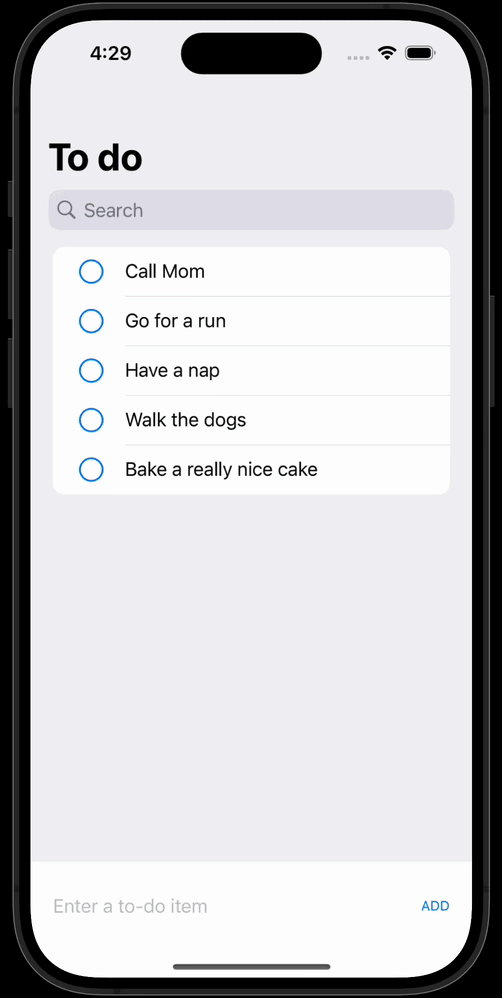 4:29
To do
Search
Call Mom
Go for a run
Have a nap
Walk the dogs
Bake a really nice cake
Enter a to-do item ADD